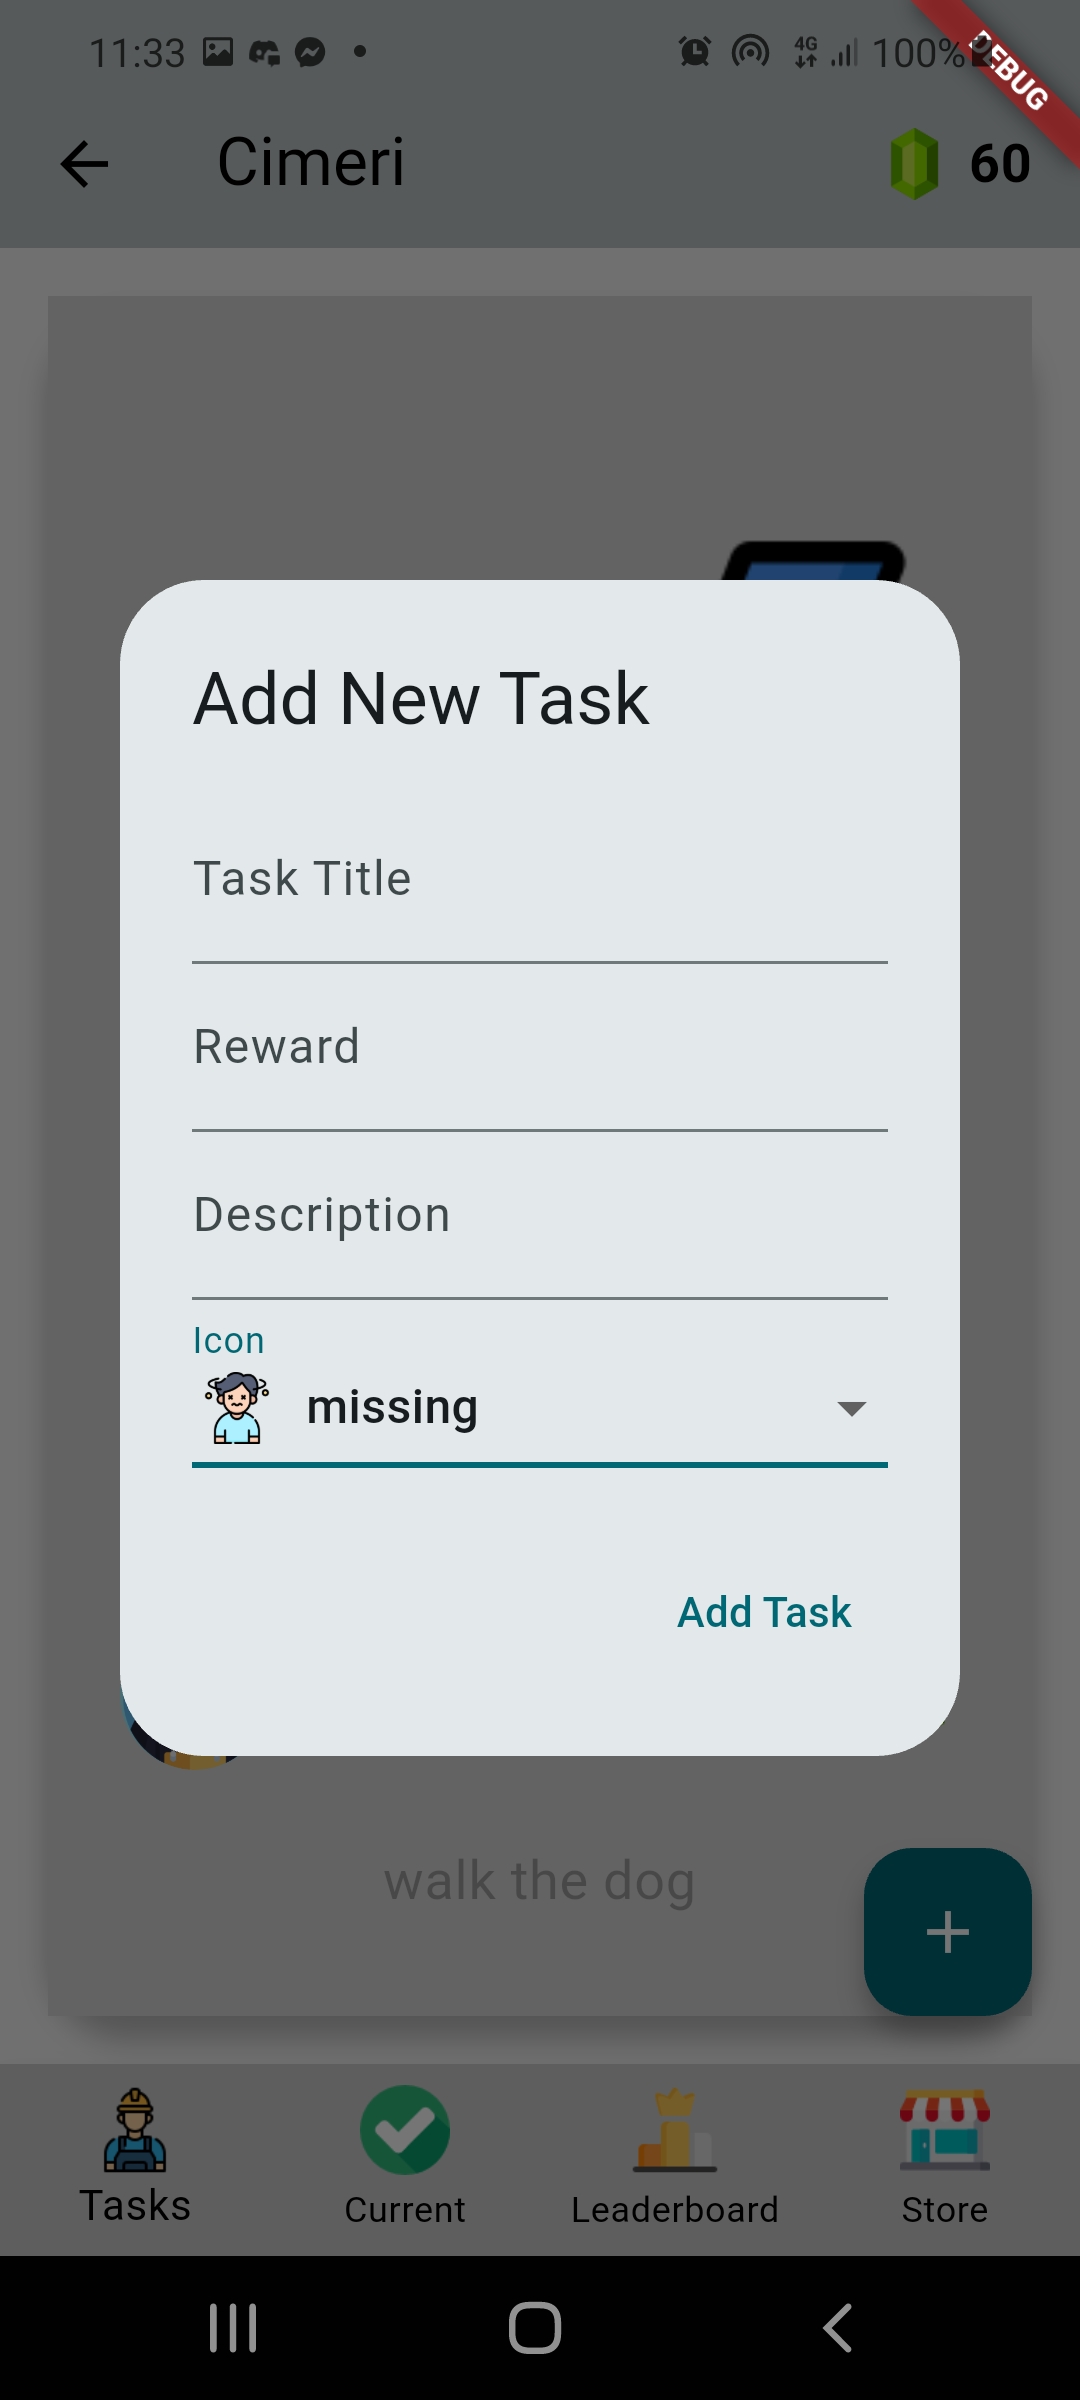 11:33
4G
100%
DEBUG
Cimeri
60
Add New Task
Task Title
Reward
Description
Icon
missing
Add Task
walk the dog
Tasks
Current
Leaderboard
Store